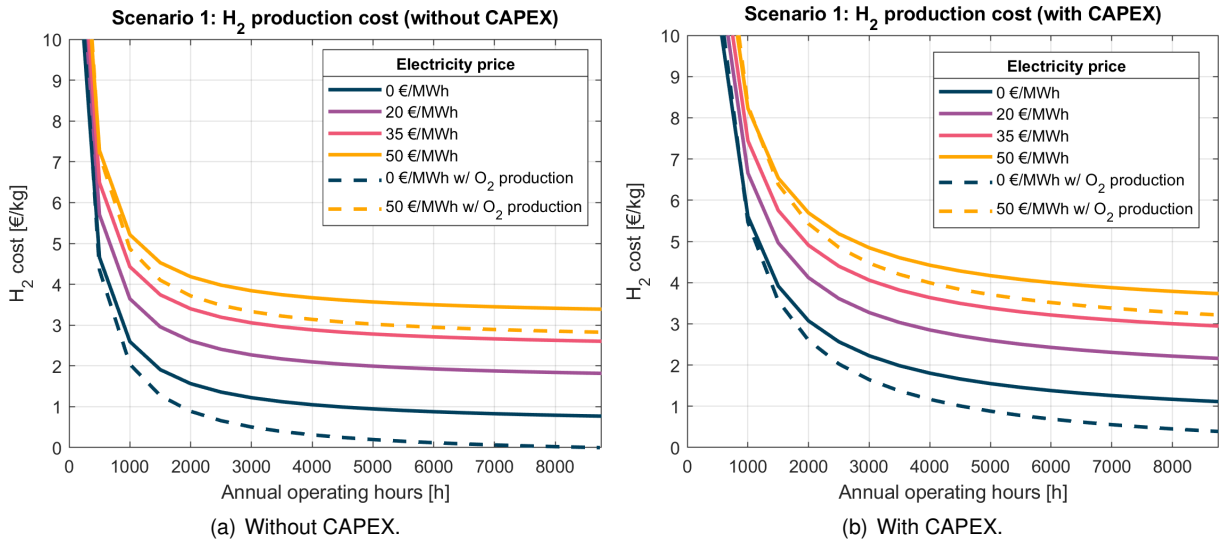 Scenario 1: H2 production cost (without CAPEX)
H2 cost [€/kg]
10
9
8
7
6
5
4
3
2
1
0
Electricity price
0 €/MWh
20 €/MWh
35 €/MWh
50 €/MWh
0 €/MWh w/ O2 production
50 €/MWh w/ O2 production
0 1000 2000 3000 4000 5000 6000 7000 8000
Annual operating hours [h]
(a) Without CAPEX.
Scenario 1: H2 production cost (with CAPEX)
H2 cost [€/kg]
10
9
8
7
6
5
4
3
2
1
0
Electricity price
0 €/MWh
20 €/MWh
35 €/MWh
50 €/MWh
0 €/MWh w/ O2 production
50 €/MWh w/ O2 production
0 1000 2000 3000 4000 5000 6000 7000 8000
Annual operating hours [h]
(b) With CAPEX.